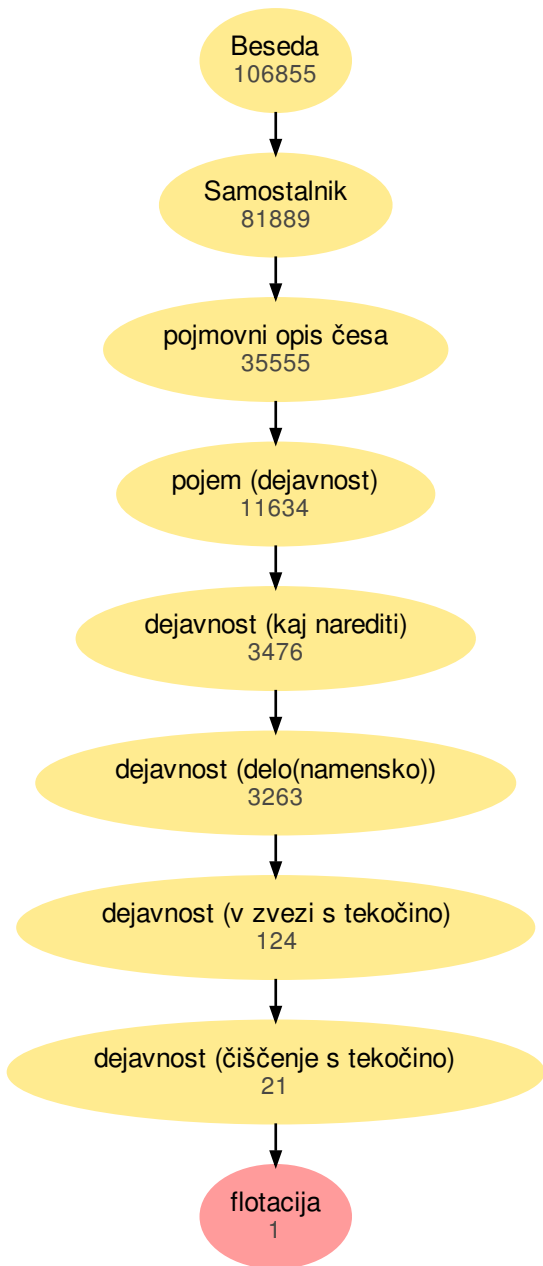 Beseda
106855
Samostalnik
81889
pojmovni opis česa
35555
pojem (dejavnost)
11634
dejavnost (kaj narediti)
3476
dejavnost (delo(namensko))
3263
dejavnost (v zvezi s tekočino)
124
dejavnost (čiščenje s tekočino)
21
flotacija
1